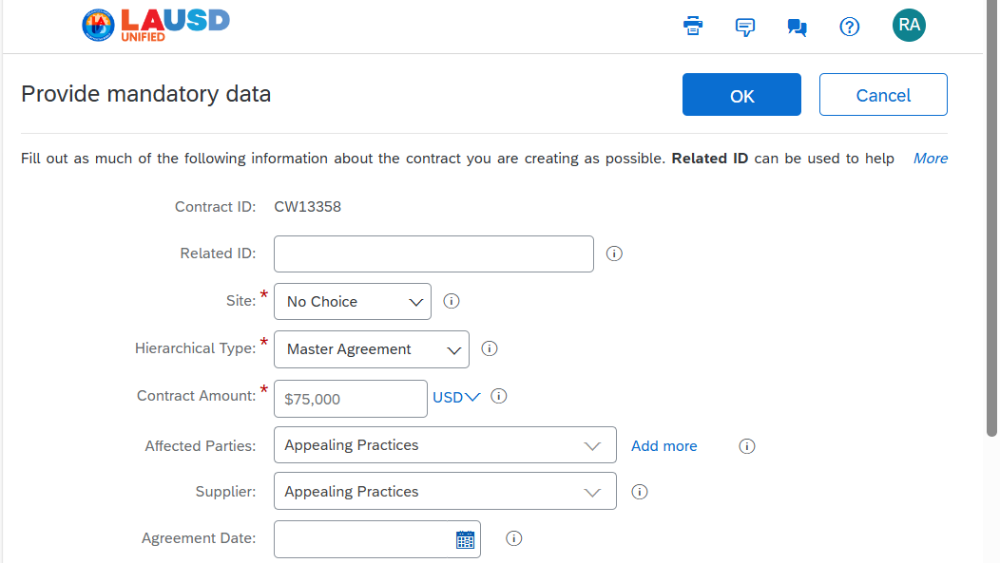 LAUSD
UNIFIED
RA
Provide mandatory data
OK
Cancel
Fill out as much of the following information about the contract you are creating as possible. Related ID can be used to help More
Contract ID: CW13358
Related ID:
Site: * No Choice
Hierarchical Type: * Master Agreement
Contract Amount: * $75,000 USD
Affected Parties: Appealing Practices Add more
Supplier: Appealing Practices
Agreement Date: